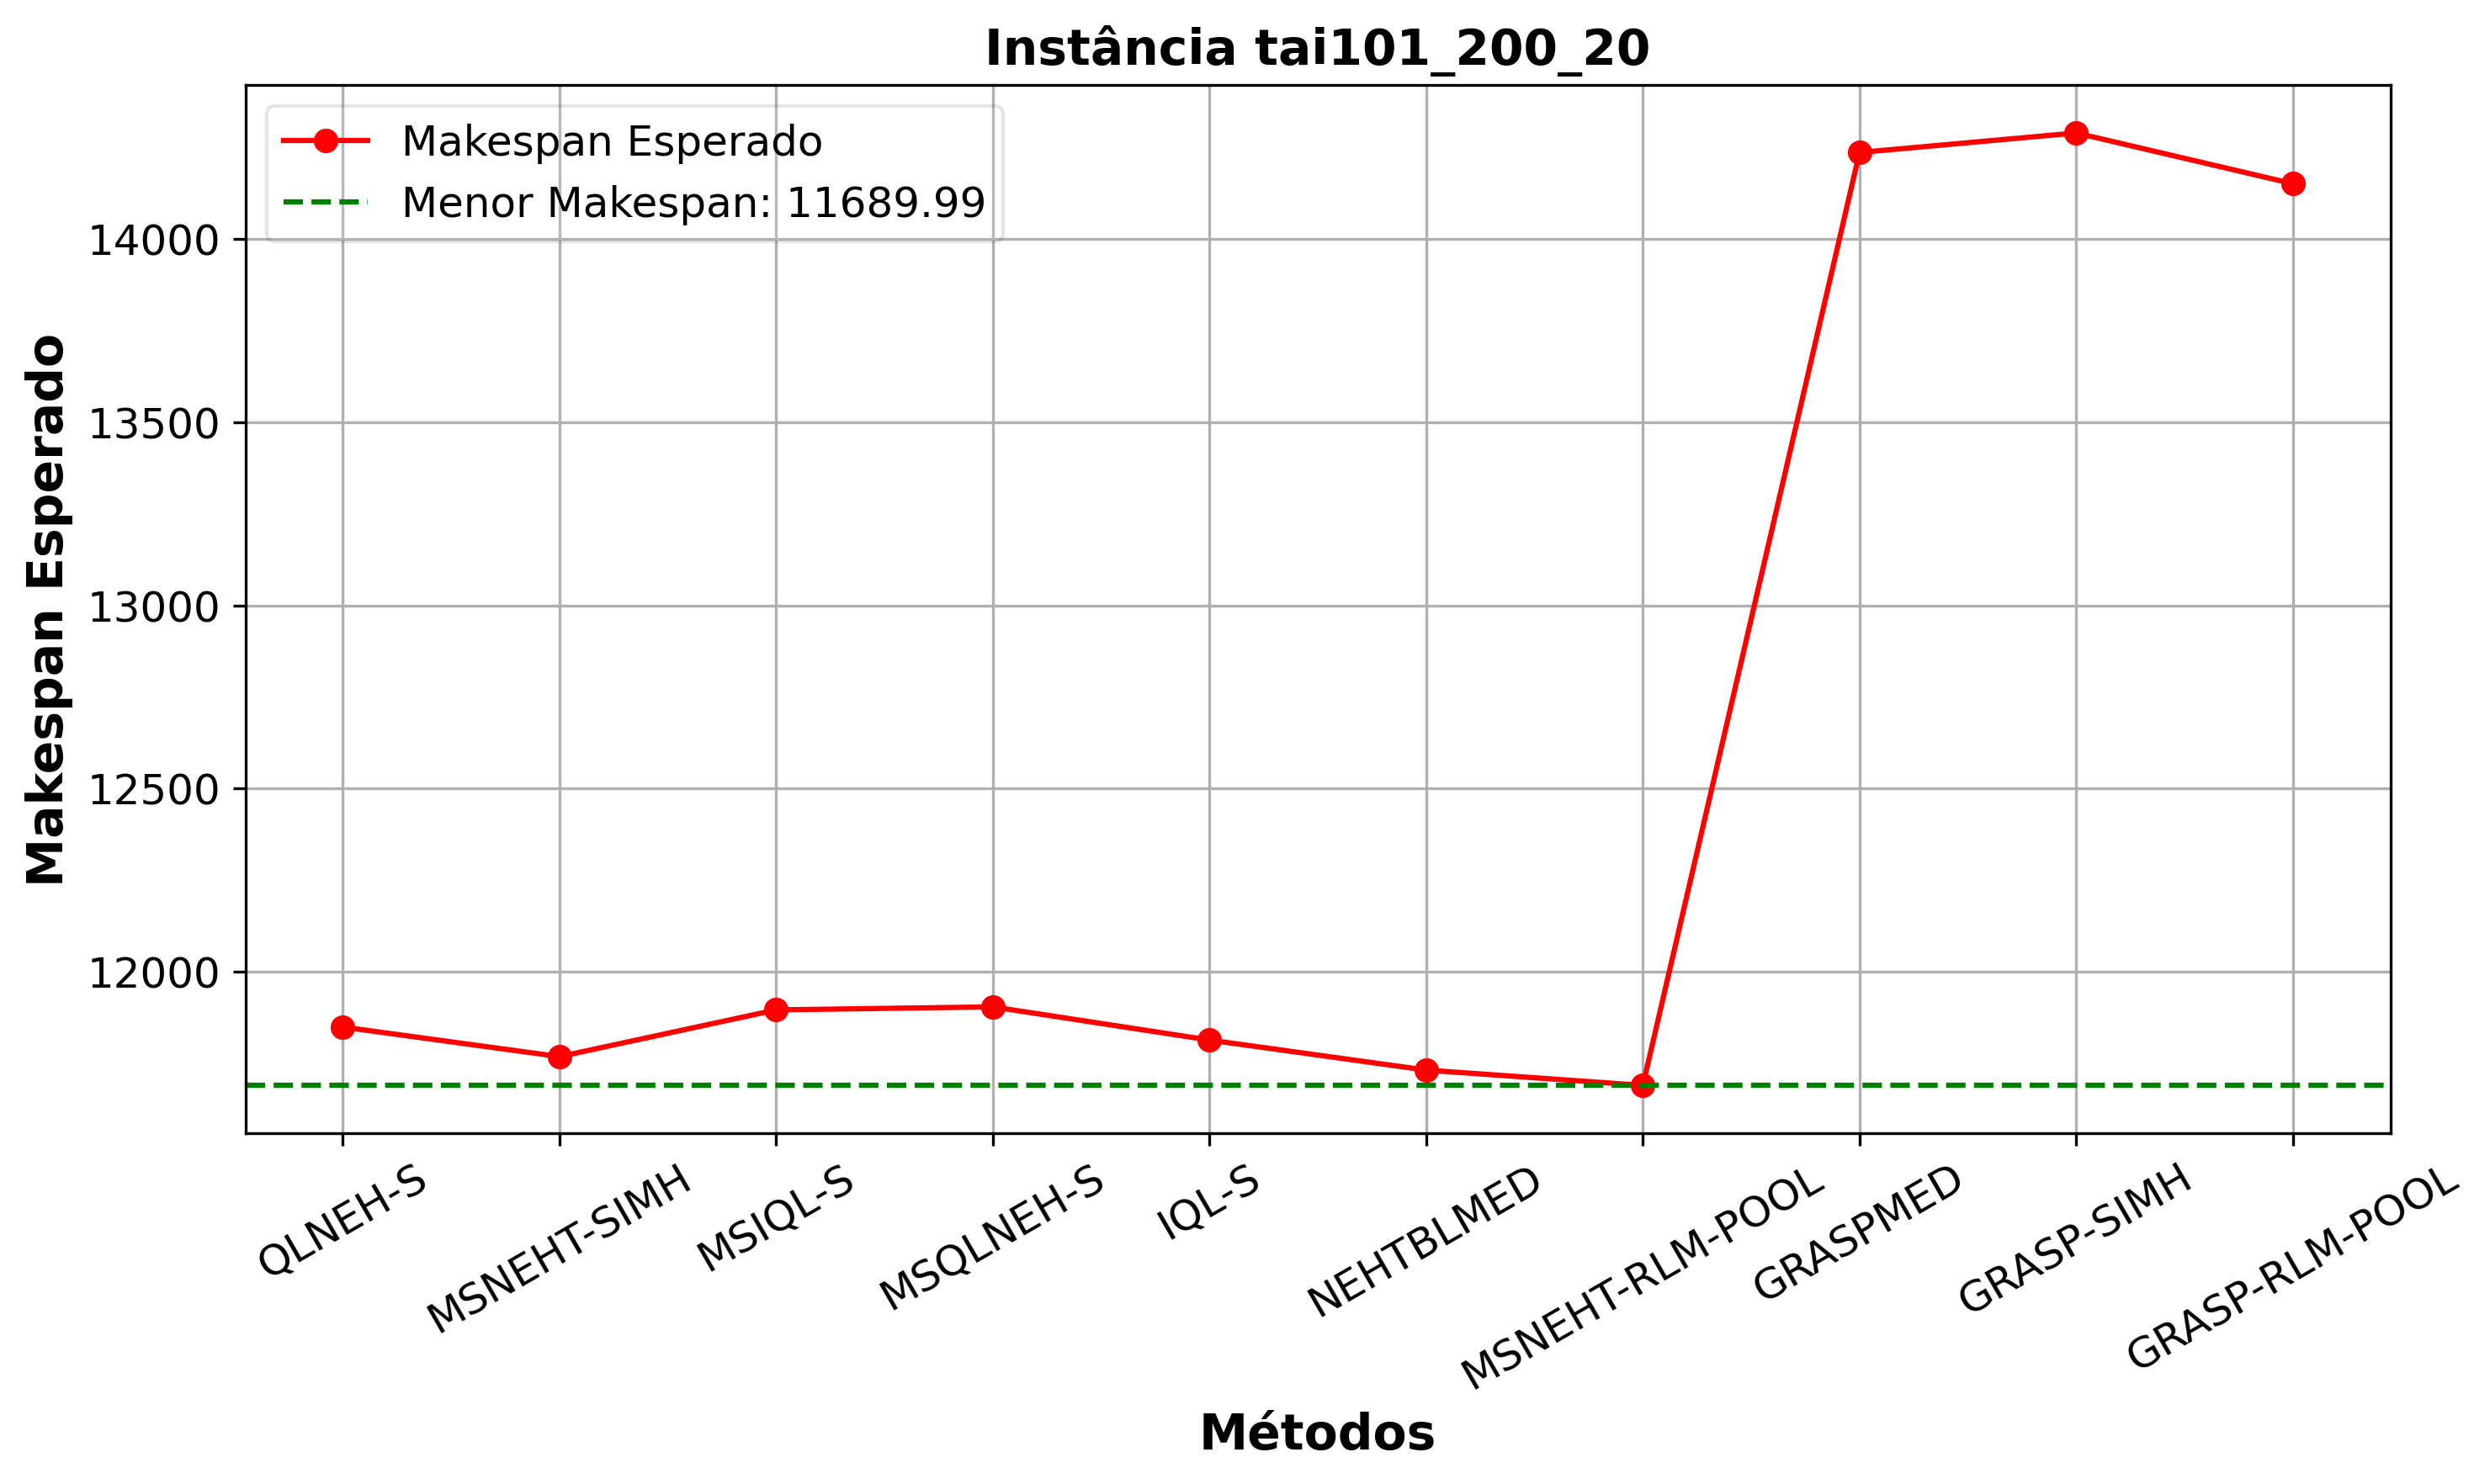 Instância tai101_200_20
Makespan Esperado
Menor Makespan: 11689.99
Makespan Esperado
14000
13500
13000
12500
12000
QLNEH-S
MSNEHT-SIMH
MSIQL-S
MSQLNEH-S
IQL-S
NEHTBLMED
MSNEHT-RLM-POOL
GRASPMED
GRASP-SIMH
GRASP-RLM-POOL
Métodos